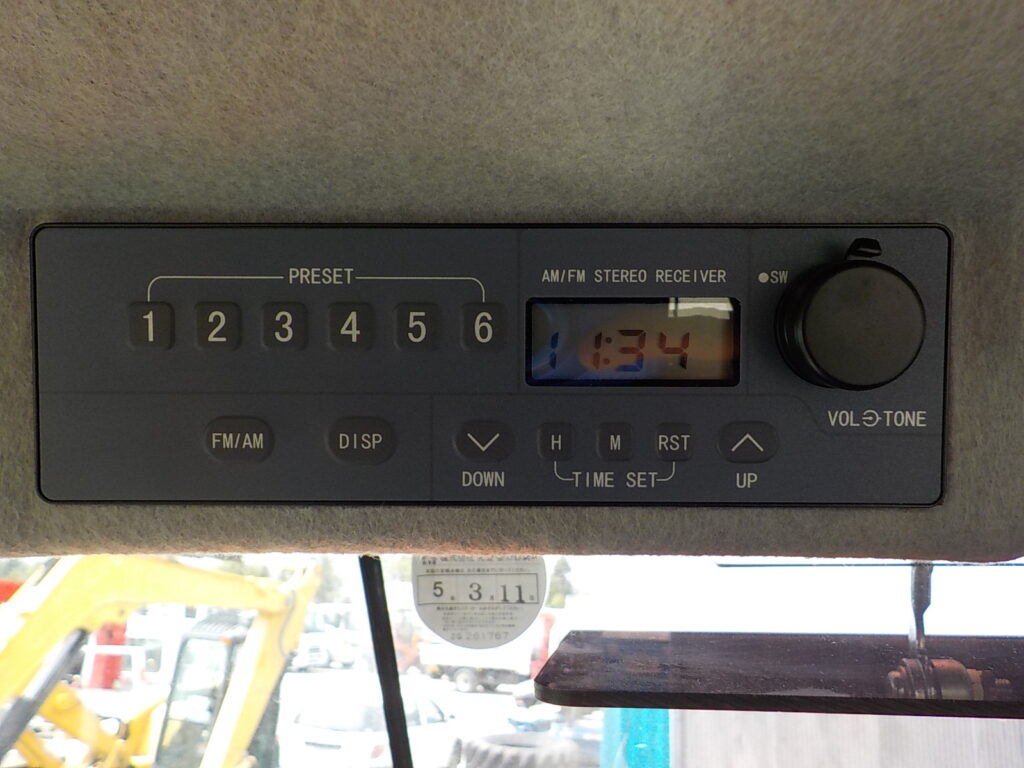 PRESET
1 2 3 4 5 6
AM/FM STEREO RECEIVER
●SW
1 1:34
VOL TONE
FM/AM
DISP
DOWN
H M RST
TIME SET
UP
5 3 11